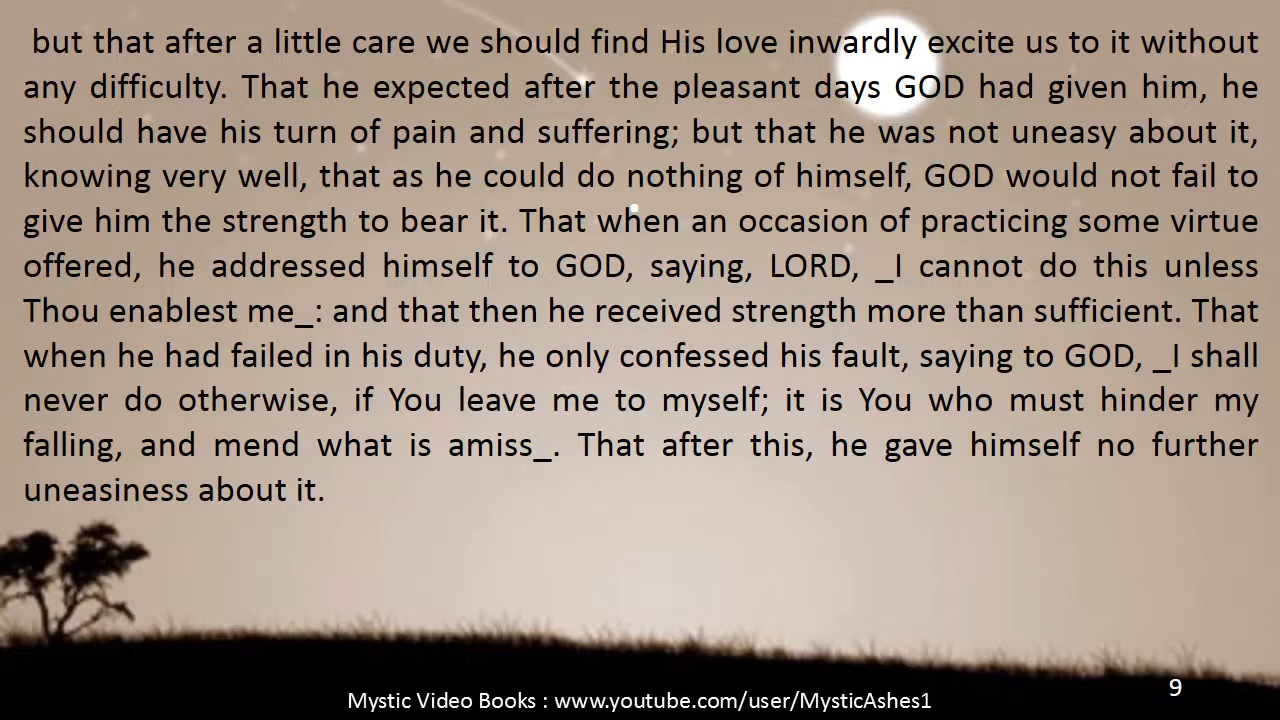 but that after a little care we should find His love inwardly excite us to it without
any difficulty. That he expected after the pleasant days GOD had given him, he
should have his turn of pain and suffering; but that he was not uneasy about it,
knowing very well, that as he could do nothing of himself, GOD would not fail to
give him the strength to bear it. That when an occasion of practicing some virtue
offered, he addressed himself to GOD, saying, LORD, _I cannot do this unless
Thou enablest me_: and that then he received strength more than sufficient. That
when he had failed in his duty, he only confessed his fault, saying to GOD, _I shall
never do otherwise, if You leave me to myself; it is You who must hinder my
falling, and mend what is amiss_. That after this, he gave himself no further
uneasiness about it.
9
Mystic Video Books : www.youtube.com/user/MysticAshes1